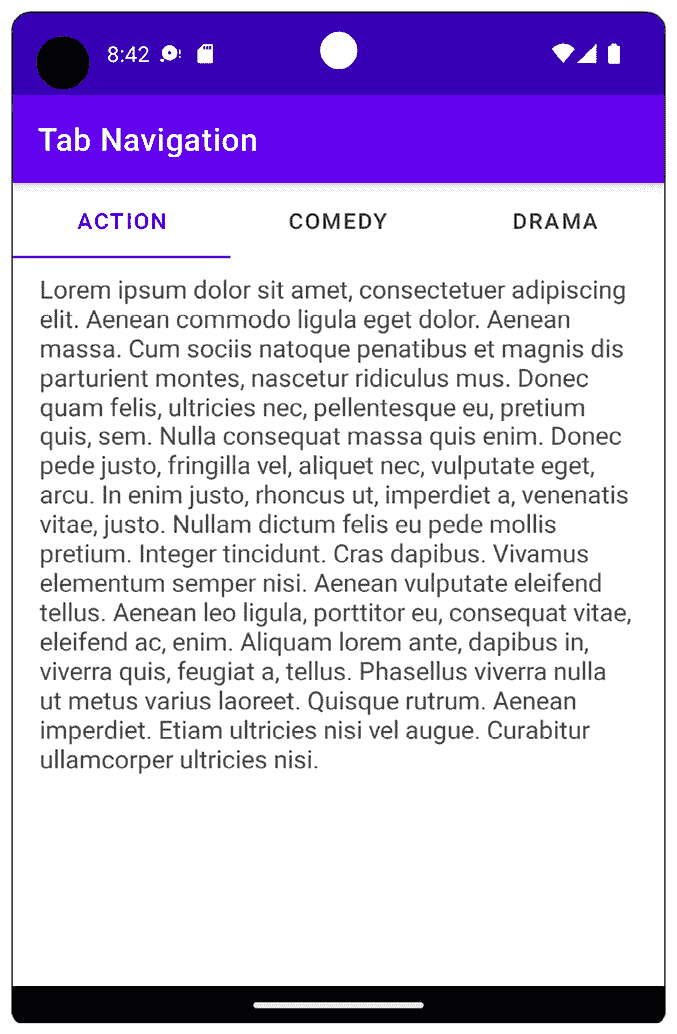 8:42
Tab Navigation
ACTION COMEDY DRAMA
Lorem ipsum dolor sit amet, consectetuer adipiscing
elit. Aenean commodo ligula eget dolor. Aenean
massa. Cum sociis natoque penatibus et magnis dis
parturient montes, nascetur ridiculus mus. Donec
quam felis, ultricies nec, pellentesque eu, pretium
quis, sem. Nulla consequat massa quis enim. Donec
pede justo, fringilla vel, aliquet nec, vulputate eget,
arcu. In enim justo, rhoncus ut, imperdiet a, venenatis
vitae, justo. Nullam dictum felis eu pede mollis
pretium. Integer tincidunt. Cras dapibus. Vivamus
elementum semper nisi. Aenean vulputate eleifend
tellus. Aenean leo ligula, porttitor eu, consequat vitae,
eleifend ac, enim. Aliquam lorem ante, dapibus in,
viverra quis, feugiat a, tellus. Phasellus viverra nulla
ut metus varius laoreet. Quisque rutrum. Aenean
imperdiet. Etiam ultricies nisi vel augue. Curabitur
ullamcorper ultricies nisi.